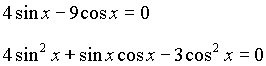 4 sin x − 9 cos x = 0
4 sin² x + sin x cos x − 3 cos² x = 0